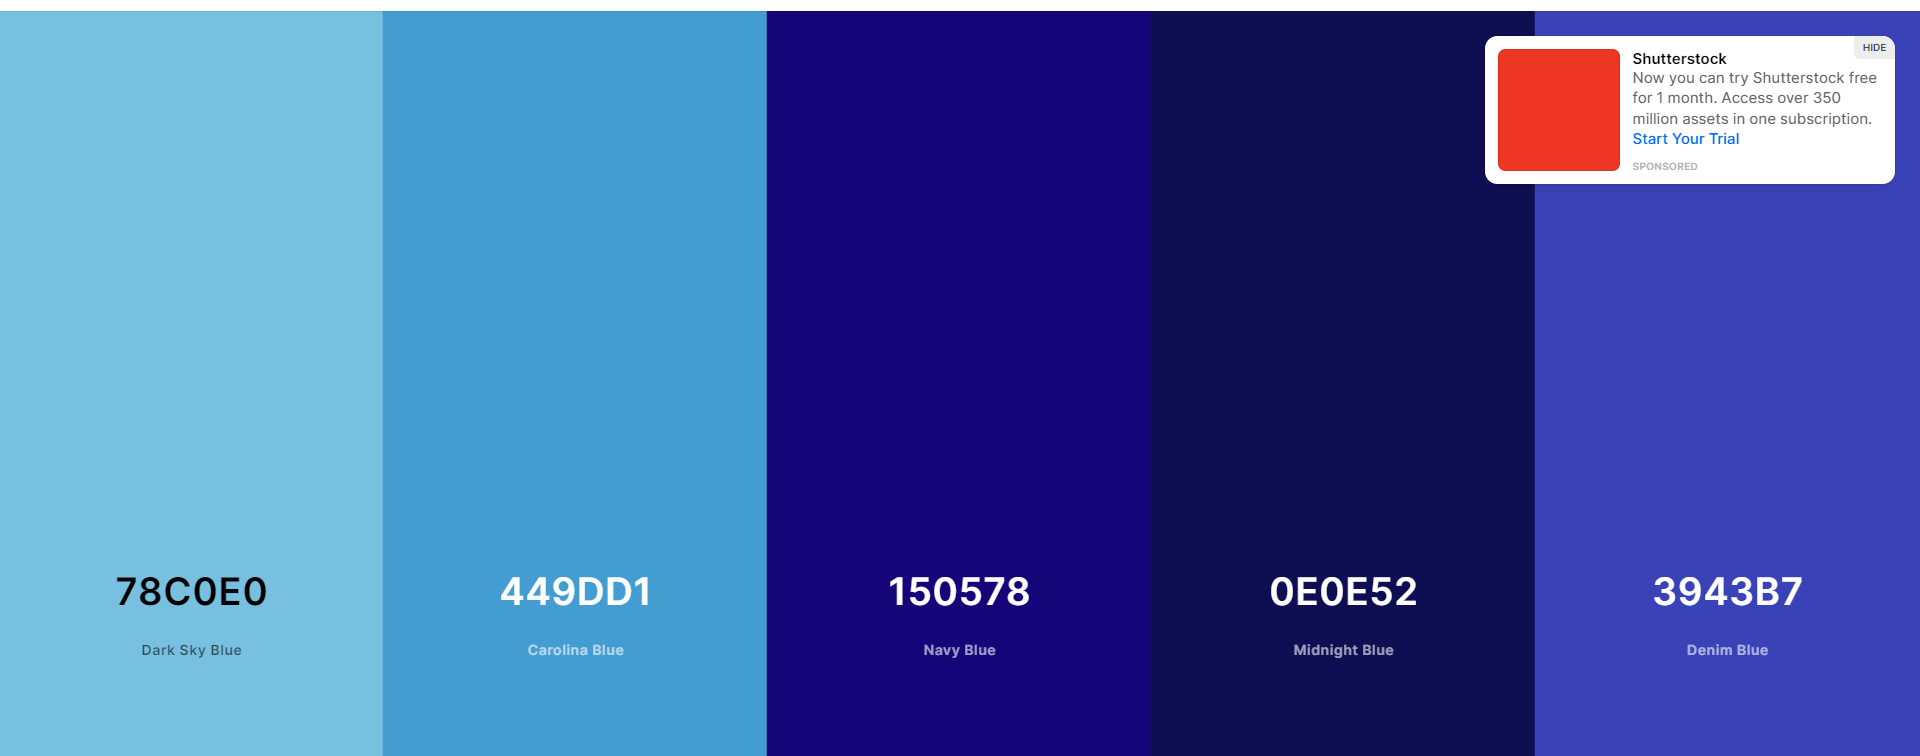 HIDE
Shutterstock
Now you can try Shutterstock free
for 1 month. Access over 350
million assets in one subscription.
Start Your Trial
SPONSORED
78C0E0
449DD1
150578
0E0E52
3943B7
Dark Sky Blue
Carolina Blue
Navy Blue
Midnight Blue
Denim Blue